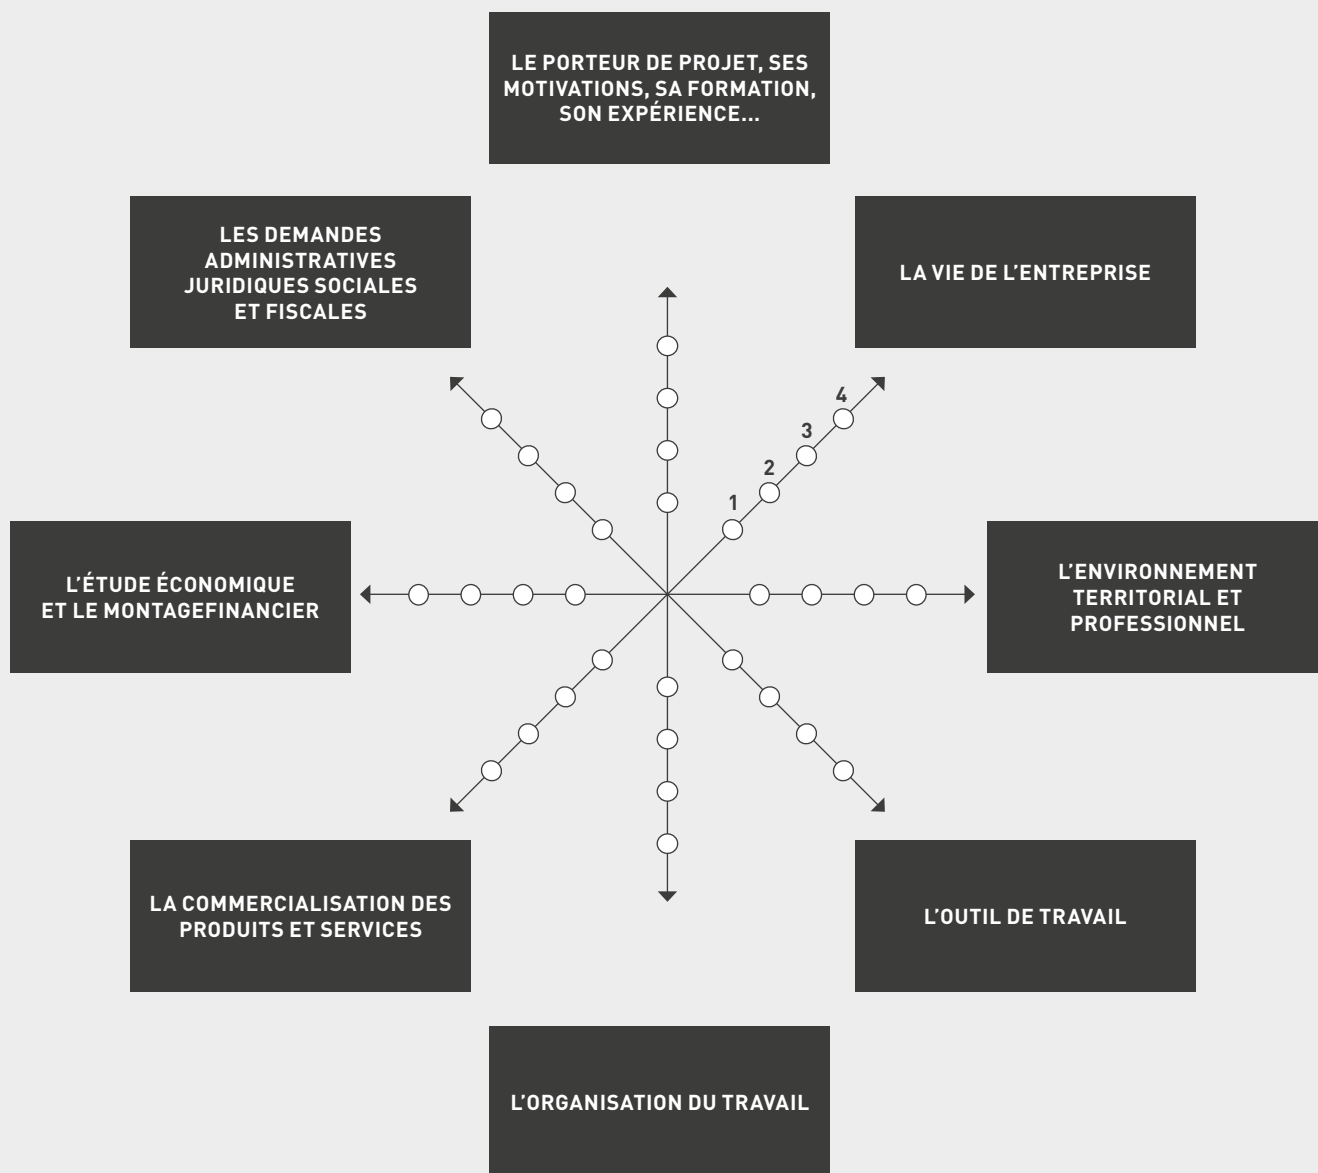 LE PORTEUR DE PROJET, SES
MOTIVATIONS, SA FORMATION,
SON EXPÉRIENCE...
LES DEMANDES
ADMINISTRATIVES
JURIDIQUES SOCIALES
ET FISCALES
LA VIE DE L’ENTREPRISE
4
3
2
1
L’ÉTUDE ÉCONOMIQUE
ET LE MONTAGEFINANCIER
L’ENVIRONNEMENT
TERRITORIAL ET
PROFESSIONNEL
LA COMMERCIALISATION DES
PRODUITS ET SERVICES
L’OUTIL DE TRAVAIL
L’ORGANISATION DU TRAVAIL